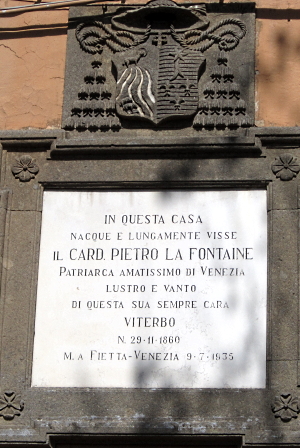 IN QUESTA CASA
NACQUE E LUNGAMENTE VISSE
IL CARD. PIETRO LA FONTAINE
PATRIARCA AMATISSIMO DI VENEZIA
LUSTRO E VANTO
DI QUESTA SUA SEMPRE CARA
VITERBO
N. 29·11·1860
M. A FIETTA-VENEZIA 9·7·1935